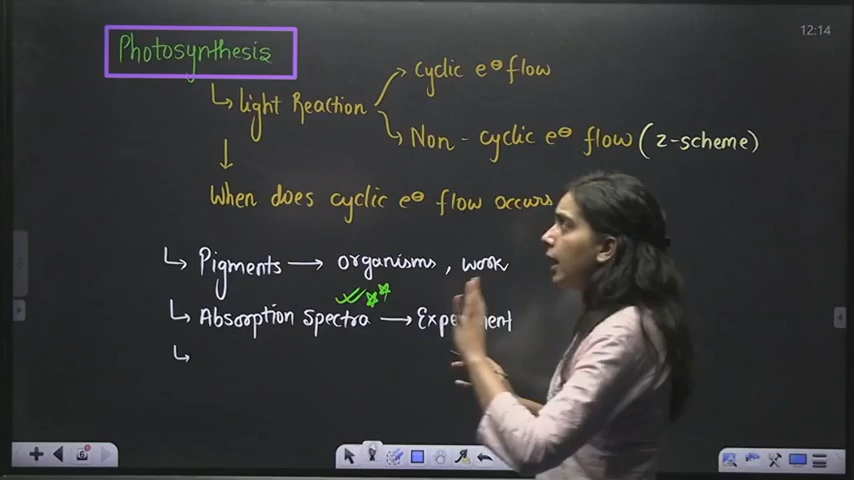 12:14
Photosynthesis
Cyclic e⊖ flow
Light Reaction
Non - cyclic e⊖ flow (z-scheme)
When does cyclic e⊖ flow occurs
Pigments → organisms, work
Absorption Spectra →
6